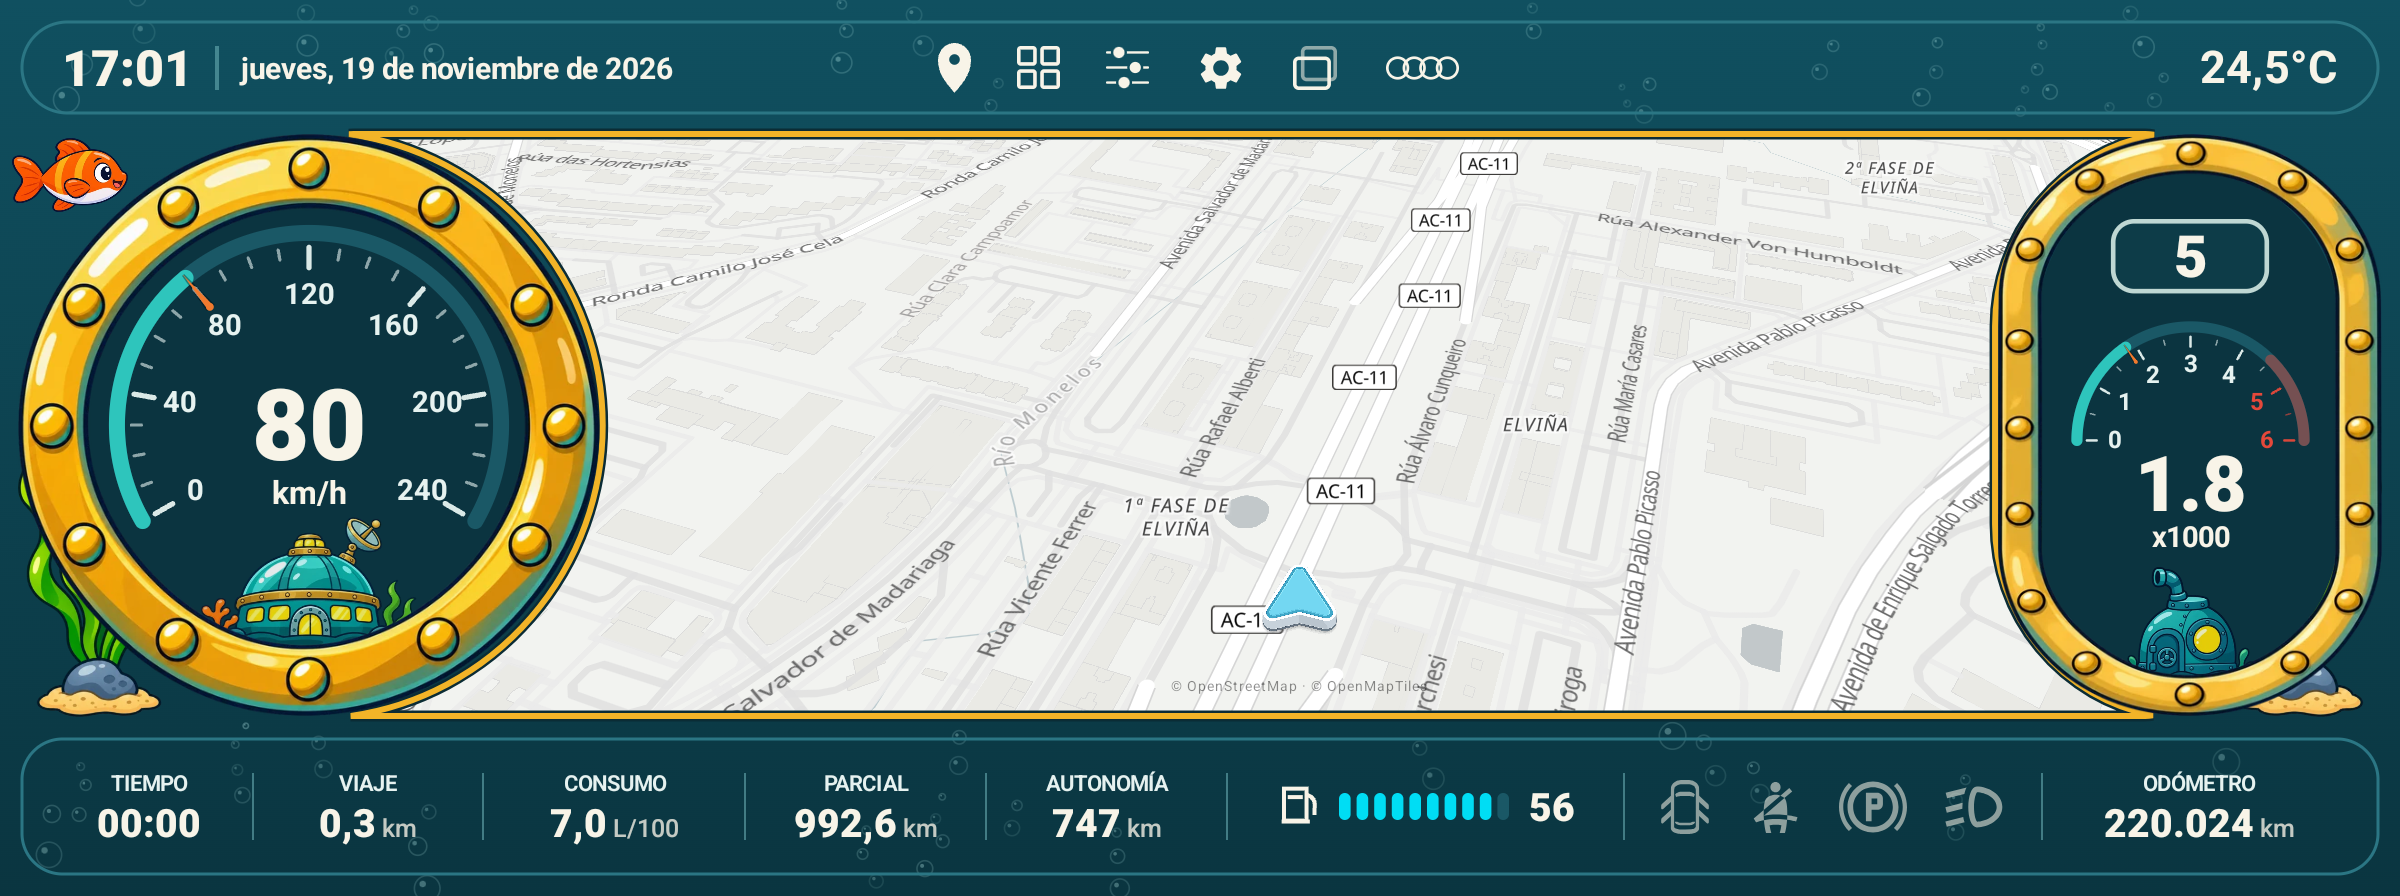 17:01
jueves, 19 de noviembre de 2026
24,5°C
Rúa das Hortensias
Ronda Camilo J
Avenida Salvador de Madar
AC-11
2ª FASE DE
ELVIÑA
AC-11
Rúa Clara Campoamor
Ronda Camilo José Cela
Rúa Alexander Von Humboldt
Avenida
AC-11
Avenida Pablo Picasso
AC-11
Río Monelos
Rúa Rafael Alberti
Rúa Álvaro Cunqueiro
Rúa María Casares
ELVIÑA
AC-11
1ª FASE DE
ELVIÑA
Rúa Vicente Ferrer
Salvador de Madariaga
Avenida Pablo Picasso
Avenida de Enrique Salgado Torres
AC-1
rchesi
roga
© OpenStreetMap · © OpenMapTiles
0
40
80
120
160
200
240
80
km/h
5
0
1
2
3
4
5
6
1.8
x1000
TIEMPO
00:00
VIAJE
0,3 km
CONSUMO
7,0 L/100
PARCIAL
992,6 km
AUTONOMÍA
747 km
56
P
ODÓMETRO
220.024 km